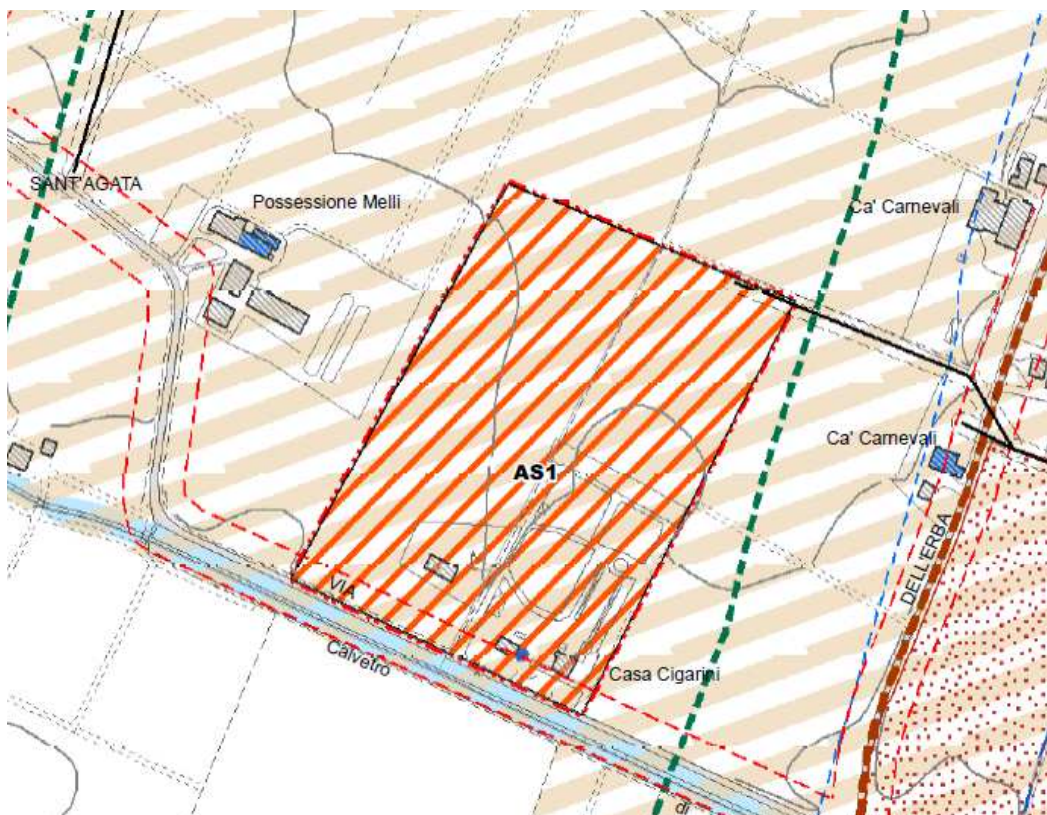 SANT'AGATA
Possessione Melli
Ca' Carnevali
Ca' Carnevali
AS1
DELL'ERBA
VIA
Calvetro
Casa Cigarini
di